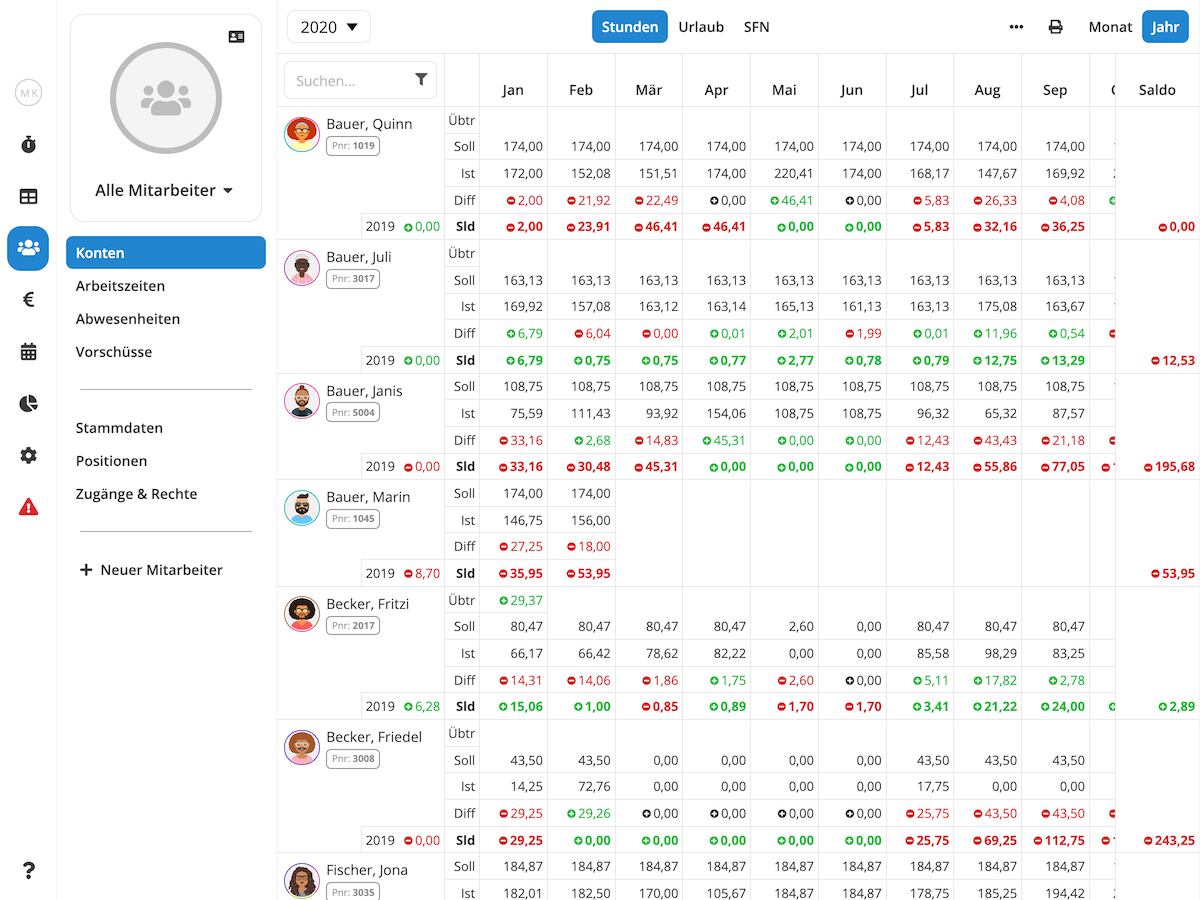 MK
Alle Mitarbeiter
Konten
Arbeitszeiten
Abwesenheiten
Vorschüsse
Stammdaten
Positionen
Zugänge & Rechte
+ Neuer Mitarbeiter
?
€
2020 Stunden Urlaub SFN ••• Monat Jahr
Suchen... Jan Feb Mär Apr Mai Jun Jul Aug Sep Saldo
Bauer, Quinn Übtr
Pnr: 1019 Soll 174,00 174,00 174,00 174,00 174,00 174,00 174,00 174,00 174,00
Ist 172,00 152,08 151,51 174,00 220,41 174,00 168,17 147,67 169,92
Diff 2,00 21,92 22,49 0,00 46,41 0,00 5,83 26,33 4,08
2019 0,00 Sld 2,00 23,91 46,41 46,41 0,00 0,00 5,83 32,16 36,25 0,00
Bauer, Juli Übtr
Pnr: 3017 Soll 163,13 163,13 163,13 163,13 163,13 163,13 163,13 163,13 163,13
Ist 169,92 157,08 163,12 163,14 165,13 161,13 163,13 175,08 163,67
Diff 6,79 6,04 0,00 0,01 2,01 1,99 0,01 11,96 0,54
2019 0,00 Sld 6,79 0,75 0,75 0,77 2,77 0,78 0,79 12,75 13,29 12,53
Bauer, Janis Soll 108,75 108,75 108,75 108,75 108,75 108,75 108,75 108,75 108,75
Pnr: 5004 Ist 75,59 111,43 93,92 154,06 108,75 108,75 96,32 65,32 87,57
Diff 33,16 2,68 14,83 45,31 0,00 0,00 12,43 43,43 21,18
2019 0,00 Sld 33,16 30,48 45,31 0,00 0,00 0,00 12,43 55,86 77,05 195,68
Bauer, Marin Soll 174,00 174,00
Pnr: 1045 Ist 146,75 156,00
Diff 27,25 18,00
2019 8,70 Sld 35,95 53,95 53,95
Becker, Fritzi Übtr 29,37
Pnr: 2017 Soll 80,47 80,47 80,47 80,47 2,60 0,00 80,47 80,47 80,47
Ist 66,17 66,42 78,62 82,22 0,00 0,00 85,58 98,29 83,25
Diff 14,31 14,06 1,86 1,75 2,60 0,00 5,11 17,82 2,78
2019 6,28 Sld 15,06 1,00 0,85 0,89 1,70 1,70 3,41 21,22 24,00 2,89
Becker, Friedel Übtr
Pnr: 3008 Soll 43,50 43,50 0,00 0,00 0,00 0,00 43,50 43,50 43,50
Ist 14,25 72,76 0,00 0,00 0,00 0,00 17,75 0,00 0,00
Diff 29,25 29,26 0,00 0,00 0,00 0,00 25,75 43,50 43,50
2019 0,00 Sld 29,25 0,00 0,00 0,00 0,00 0,00 25,75 69,25 112,75 243,25
Fischer, Jona Soll 184,87 184,87 184,87 184,87 184,87 184,87 184,87 184,87 184,87
Pnr: 3035 Ist 182,01 182,50 170,00 105,67 184,87 184,87 178,75 185,25 194,42